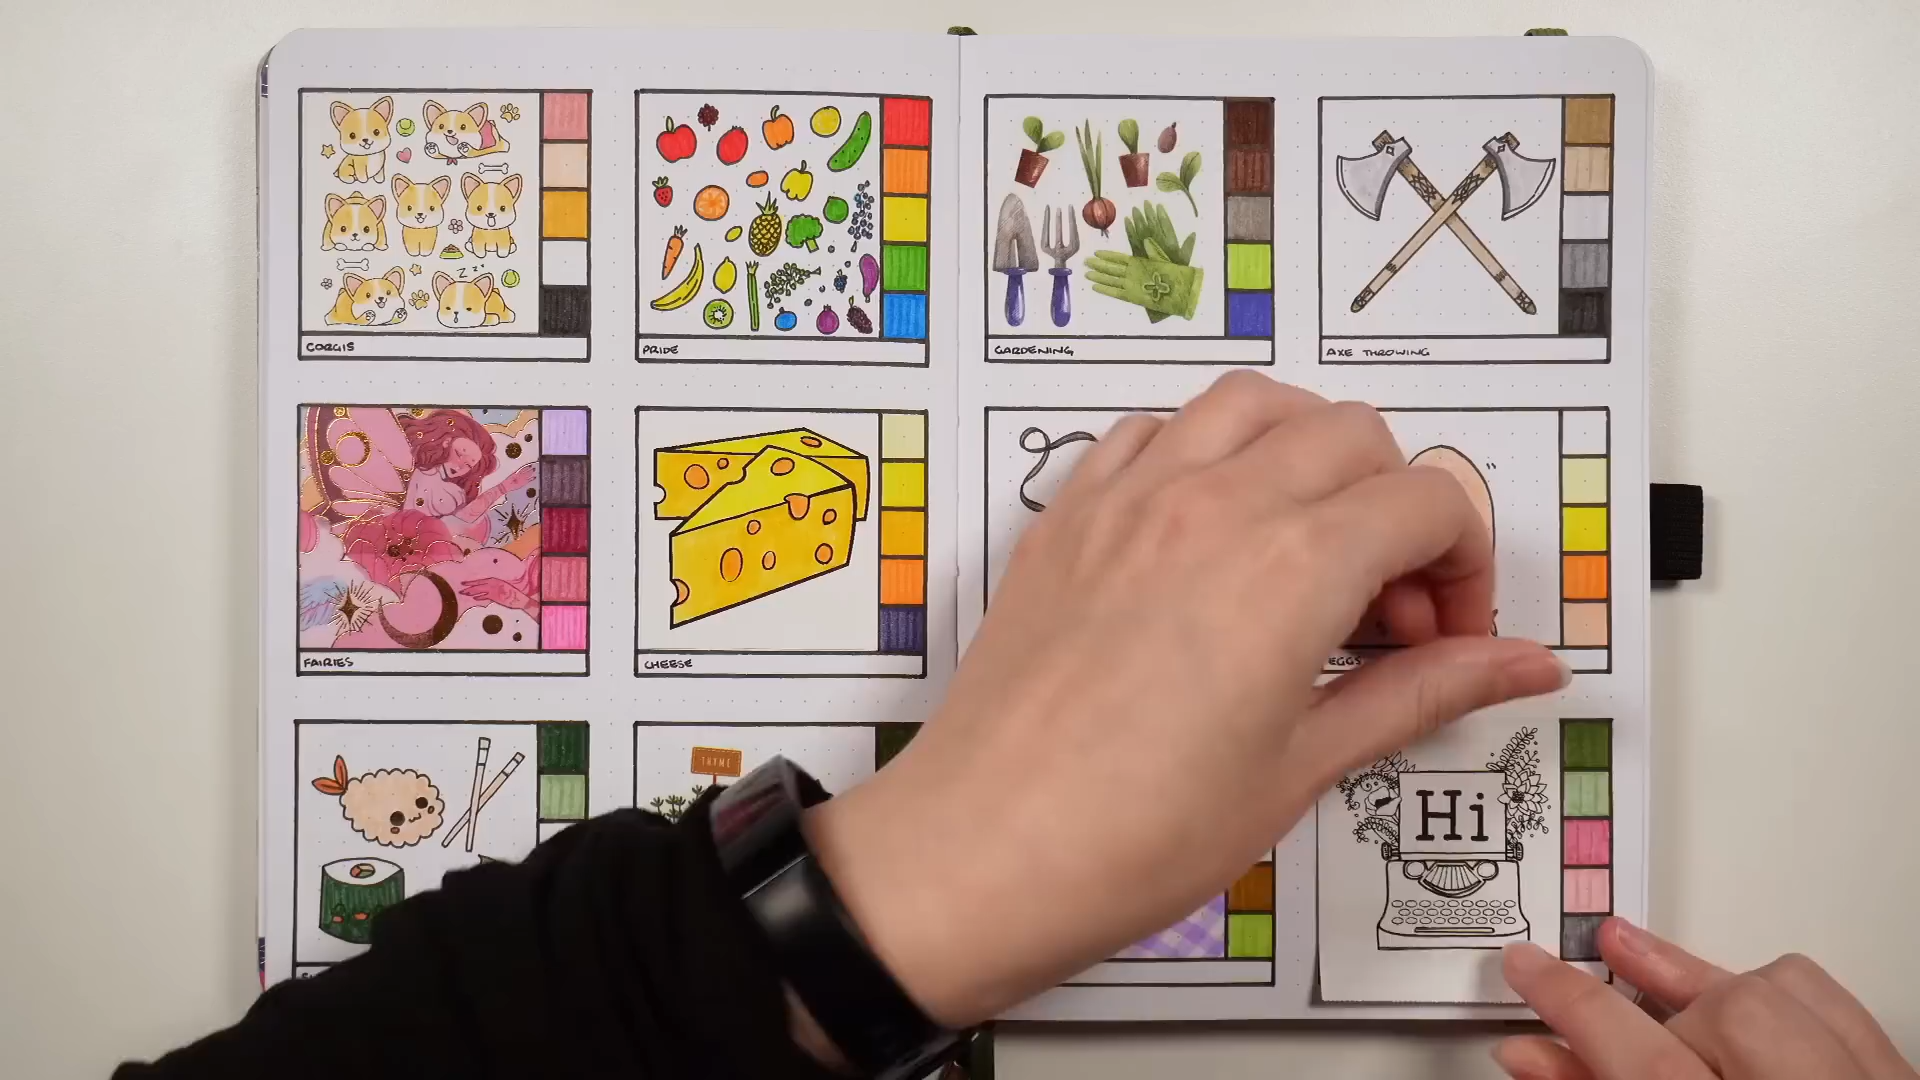 CORGIS
PRIDE
GARDENING
AXE THROWING
Z z z
FAIRIES
CHEESE
EGGS
THYME
Hi